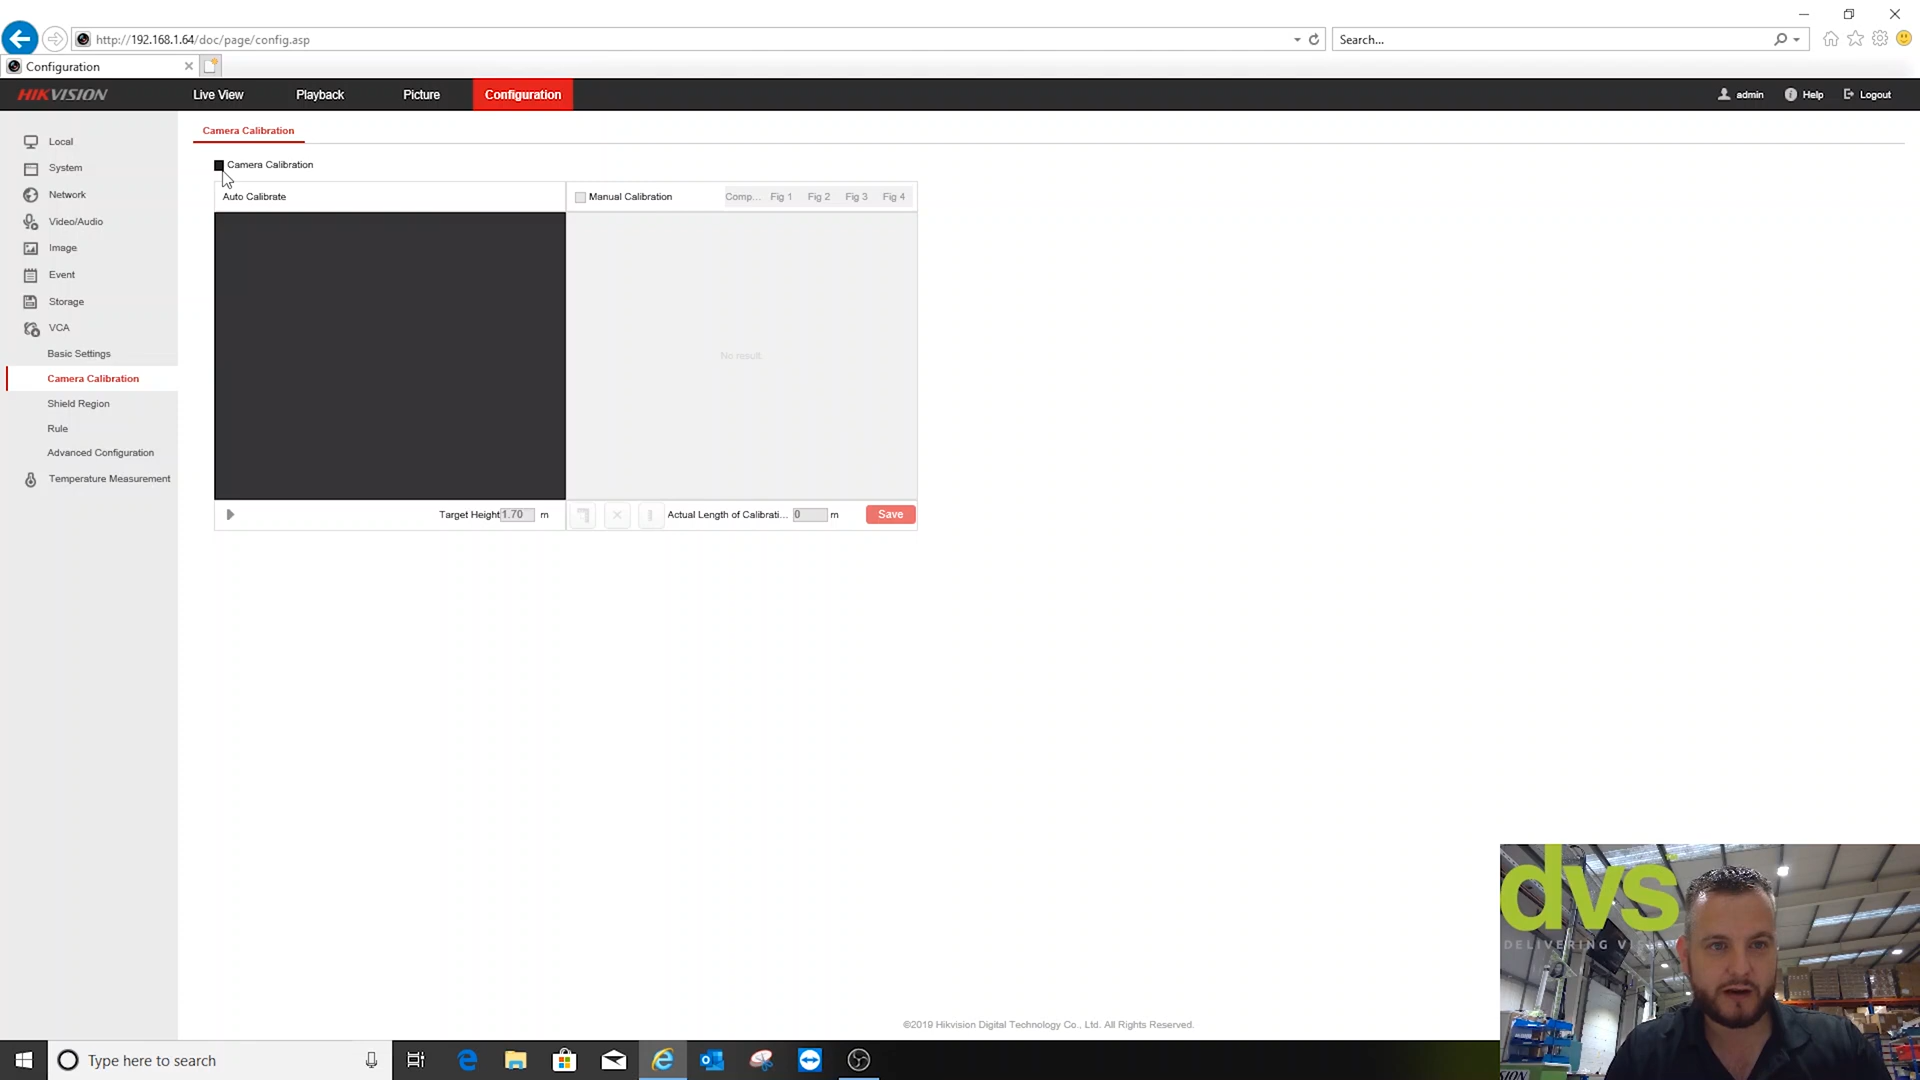 http://192.168.1.64/doc/page/config.asp
Search...
Configuration
HIKVISION
Live View
Playback
Picture
Configuration
admin
Help
Logout
Local
System
Network
Video/Audio
Image
Event
Storage
VCA
Basic Settings
Camera Calibration
Shield Region
Rule
Advanced Configuration
Temperature Measurement
Camera Calibration
Camera Calibration
Auto Calibrate
Manual Calibration
Comp...
Fig 1
Fig 2
Fig 3
Fig 4
No result.
Target Height 1.70 m
Actual Length of Calibrati... 0 m
Save
dvs
DELIVERING VIS
©2019 Hikvision Digital Technology Co., Ltd. All Rights Reserved.
Type here to search